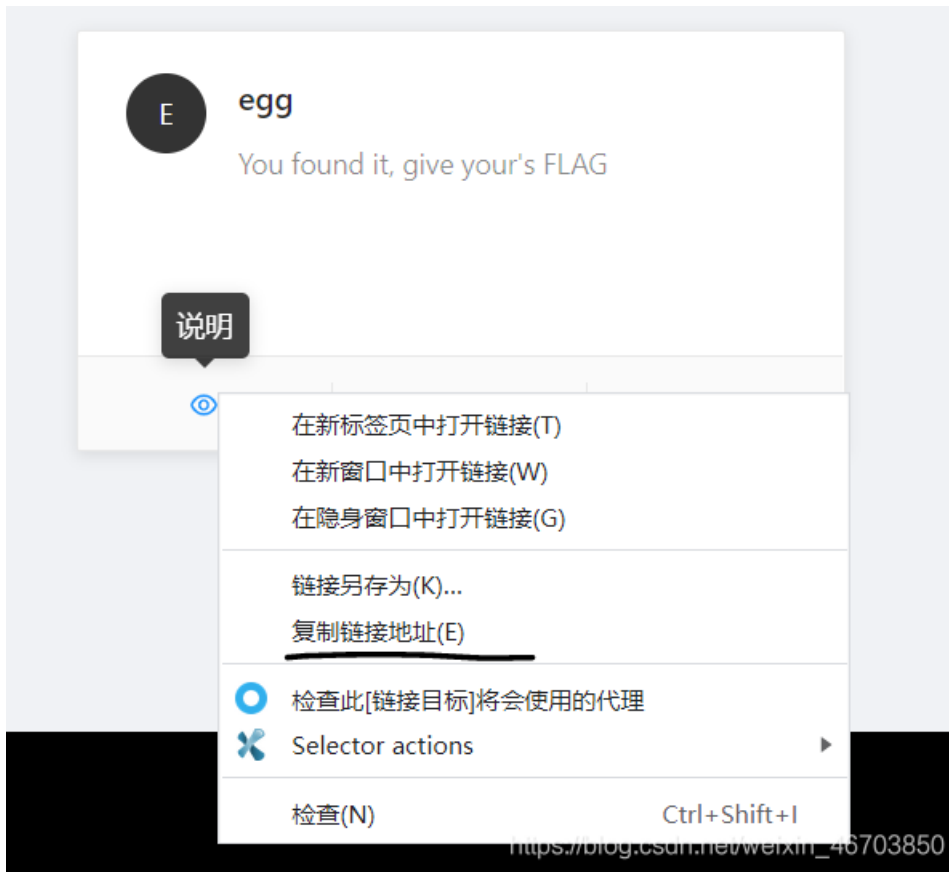 E
egg
You found it, give your's FLAG
说明
在新标签页中打开链接(T)
在新窗口中打开链接(W)
在隐身窗口中打开链接(G)
链接另存为(K)...
复制链接地址(E)
检查此[链接目标]将会使用的代理
Selector actions
检查(N) Ctrl+Shift+I
https://blog.csdn.net/weixin_46703850